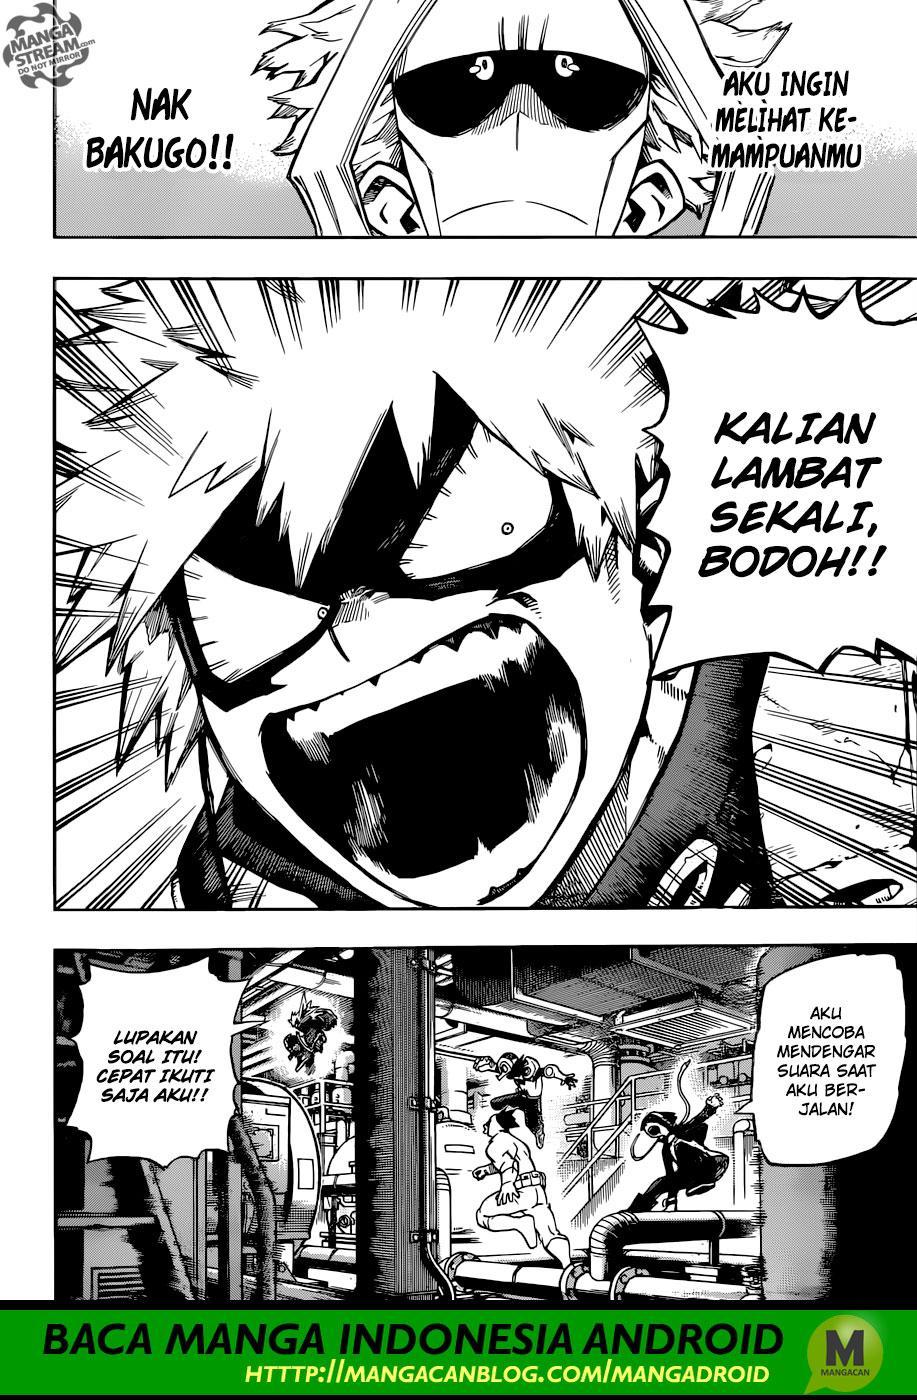 MANGA
STREAM.com
DO NOT MIRROR
AKU INGIN
MELIHAT KE-
MAMPUANMU
NAK
BAKUGO!!
KALIAN
LAMBAT
SEKALI,
BODOH!!
AKU
MENCOBA
MENDENGAR
SUARA SAAT
AKU BER-
JALAN!
LUPAKAN
SOAL ITU!
CEPAT IKUTI
SAJA AKU!!
BACA MANGA INDONESIA ANDROID
HTTTP://MANGACANBLOG.COM/MANGADROID
M
MANGACAN